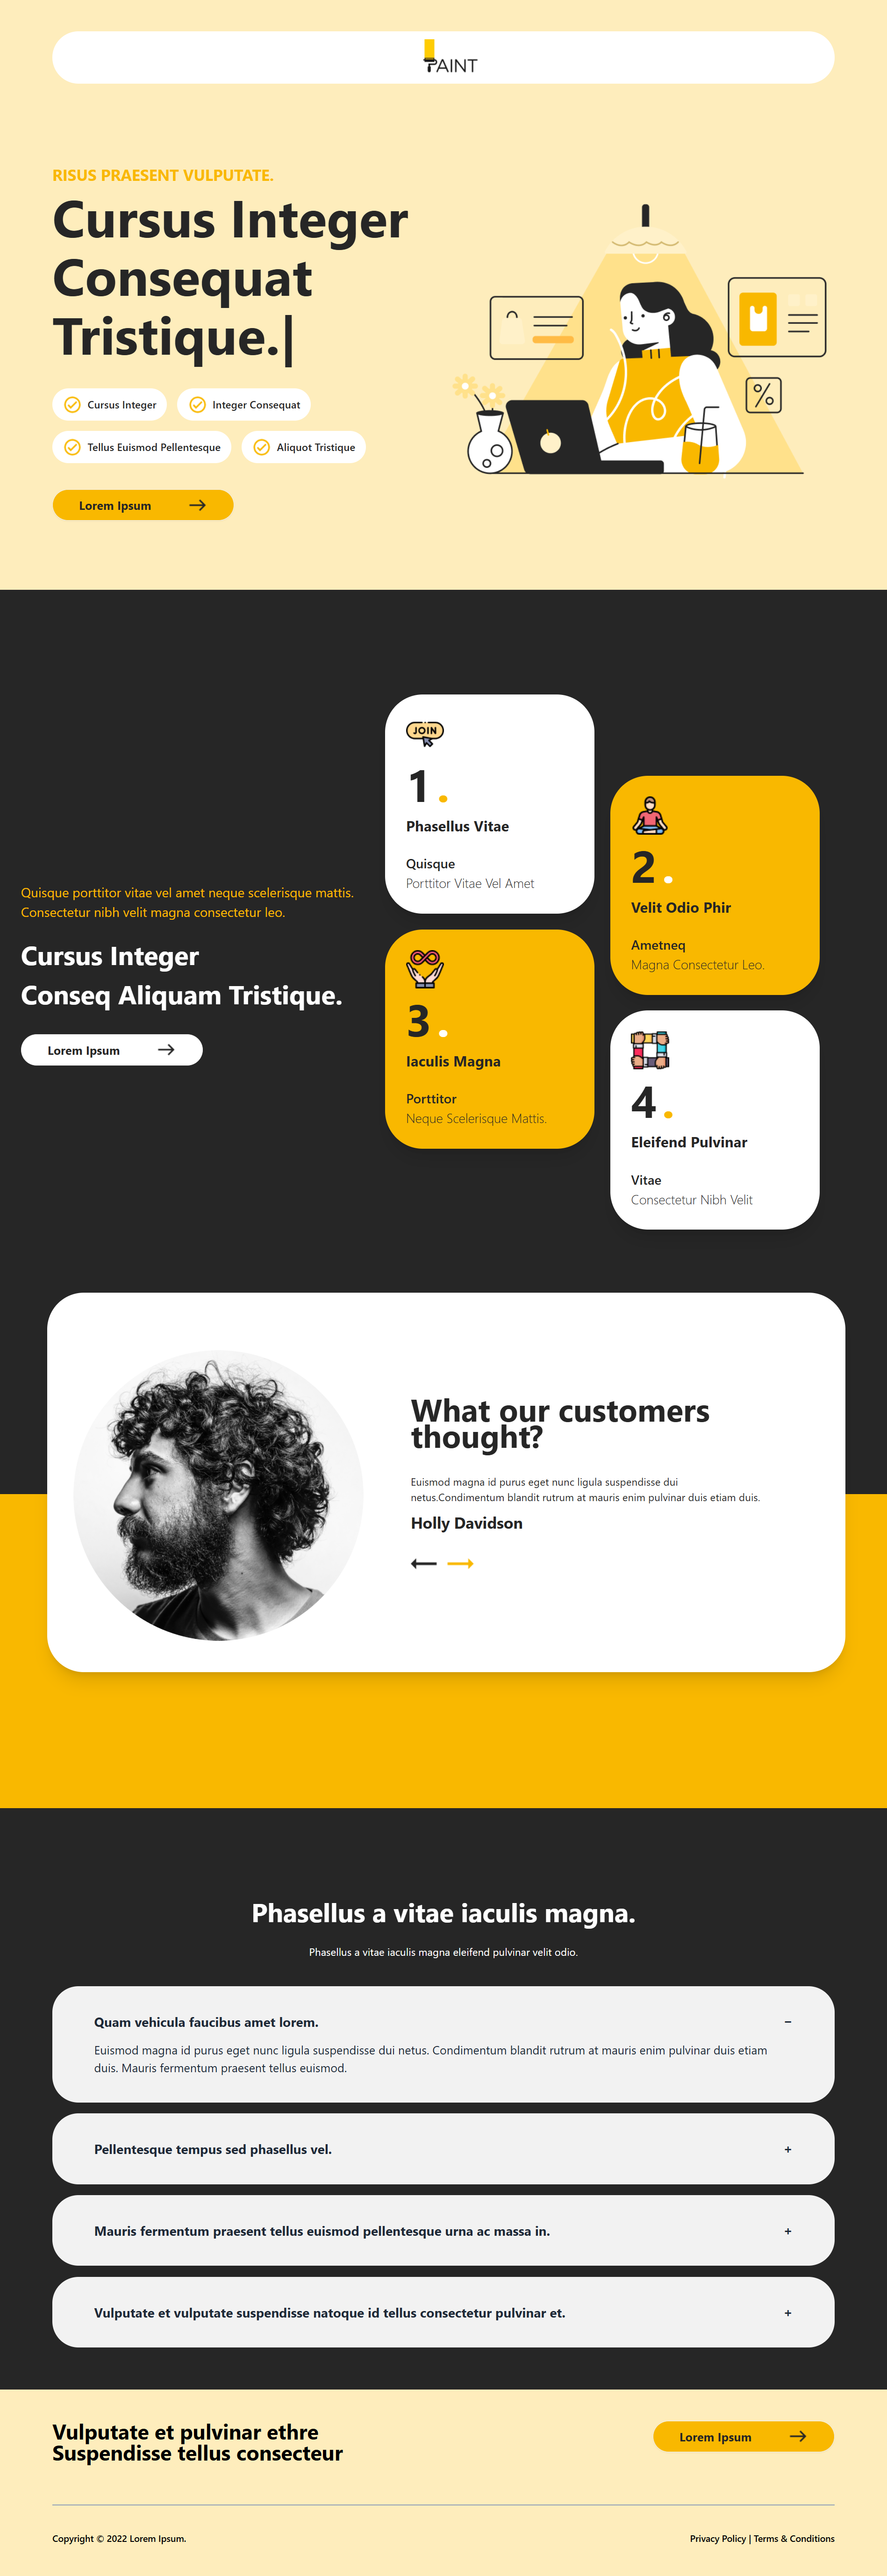 PAINT
RISUS PRAESENT VULPUTATE.
Cursus Integer
Consequat
Tristique.|
Cursus Integer
Integer Consequat
Tellus Euismod Pellentesque
Aliquot Tristique
Lorem Ipsum
%
Quisque porttitor vitae vel amet neque scelerisque mattis.
Consectetur nibh velit magna consectetur leo.
Cursus Integer
Conseq Aliquam Tristique.
Lorem Ipsum
JOIN
1.
Phasellus Vitae
Quisque
Porttitor Vitae Vel Amet
2.
Velit Odio Phir
Ametneq
Magna Consectetur Leo.
3.
Iaculis Magna
Porttitor
Neque Scelerisque Mattis.
4.
Eleifend Pulvinar
Vitae
Consectetur Nibh Velit
What our customers
thought?
Euismod magna id purus eget nunc ligula suspendisse dui
netus.Condimentum blandit rutrum at mauris enim pulvinar duis etiam duis.
Holly Davidson
Phasellus a vitae iaculis magna.
Phasellus a vitae iaculis magna eleifend pulvinar velit odio.
Quam vehicula faucibus amet lorem. −
Euismod magna id purus eget nunc ligula suspendisse dui netus. Condimentum blandit rutrum at mauris enim pulvinar duis etiam
duis. Mauris fermentum praesent tellus euismod.
Pellentesque tempus sed phasellus vel. +
Mauris fermentum praesent tellus euismod pellentesque urna ac massa in. +
Vulputate et vulputate suspendisse natoque id tellus consectetur pulvinar et. +
Vulputate et pulvinar ethre
Suspendisse tellus consecteur
Lorem Ipsum
Copyright © 2022 Lorem Ipsum.
Privacy Policy | Terms & Conditions